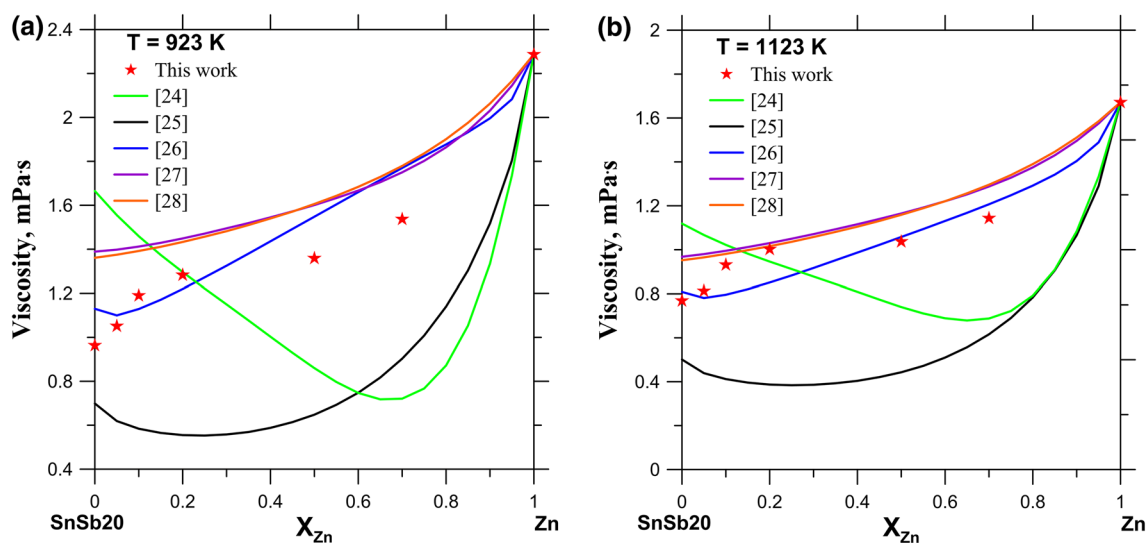 (a)
2.4
2
1.6
1.2
0.8
0.4
Viscosity, mPa·s
T = 923 K
This work
[24]
[25]
[26]
[27]
[28]
0 0.2 0.4 0.6 0.8 1
SnSb20 XZn Zn
(b)
2
1.6
1.2
0.8
0.4
0
Viscosity, mPa·s
T = 1123 K
This work
[24]
[25]
[26]
[27]
[28]
0 0.2 0.4 0.6 0.8 1
SnSb20 XZn Zn